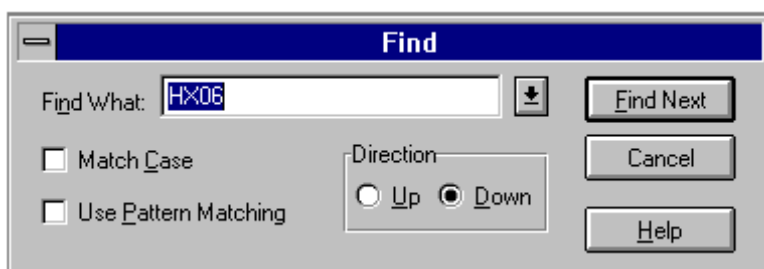 Find
Find What: HX06
Find Next
Match Case
Direction
Cancel
Up Down
Use Pattern Matching
Help